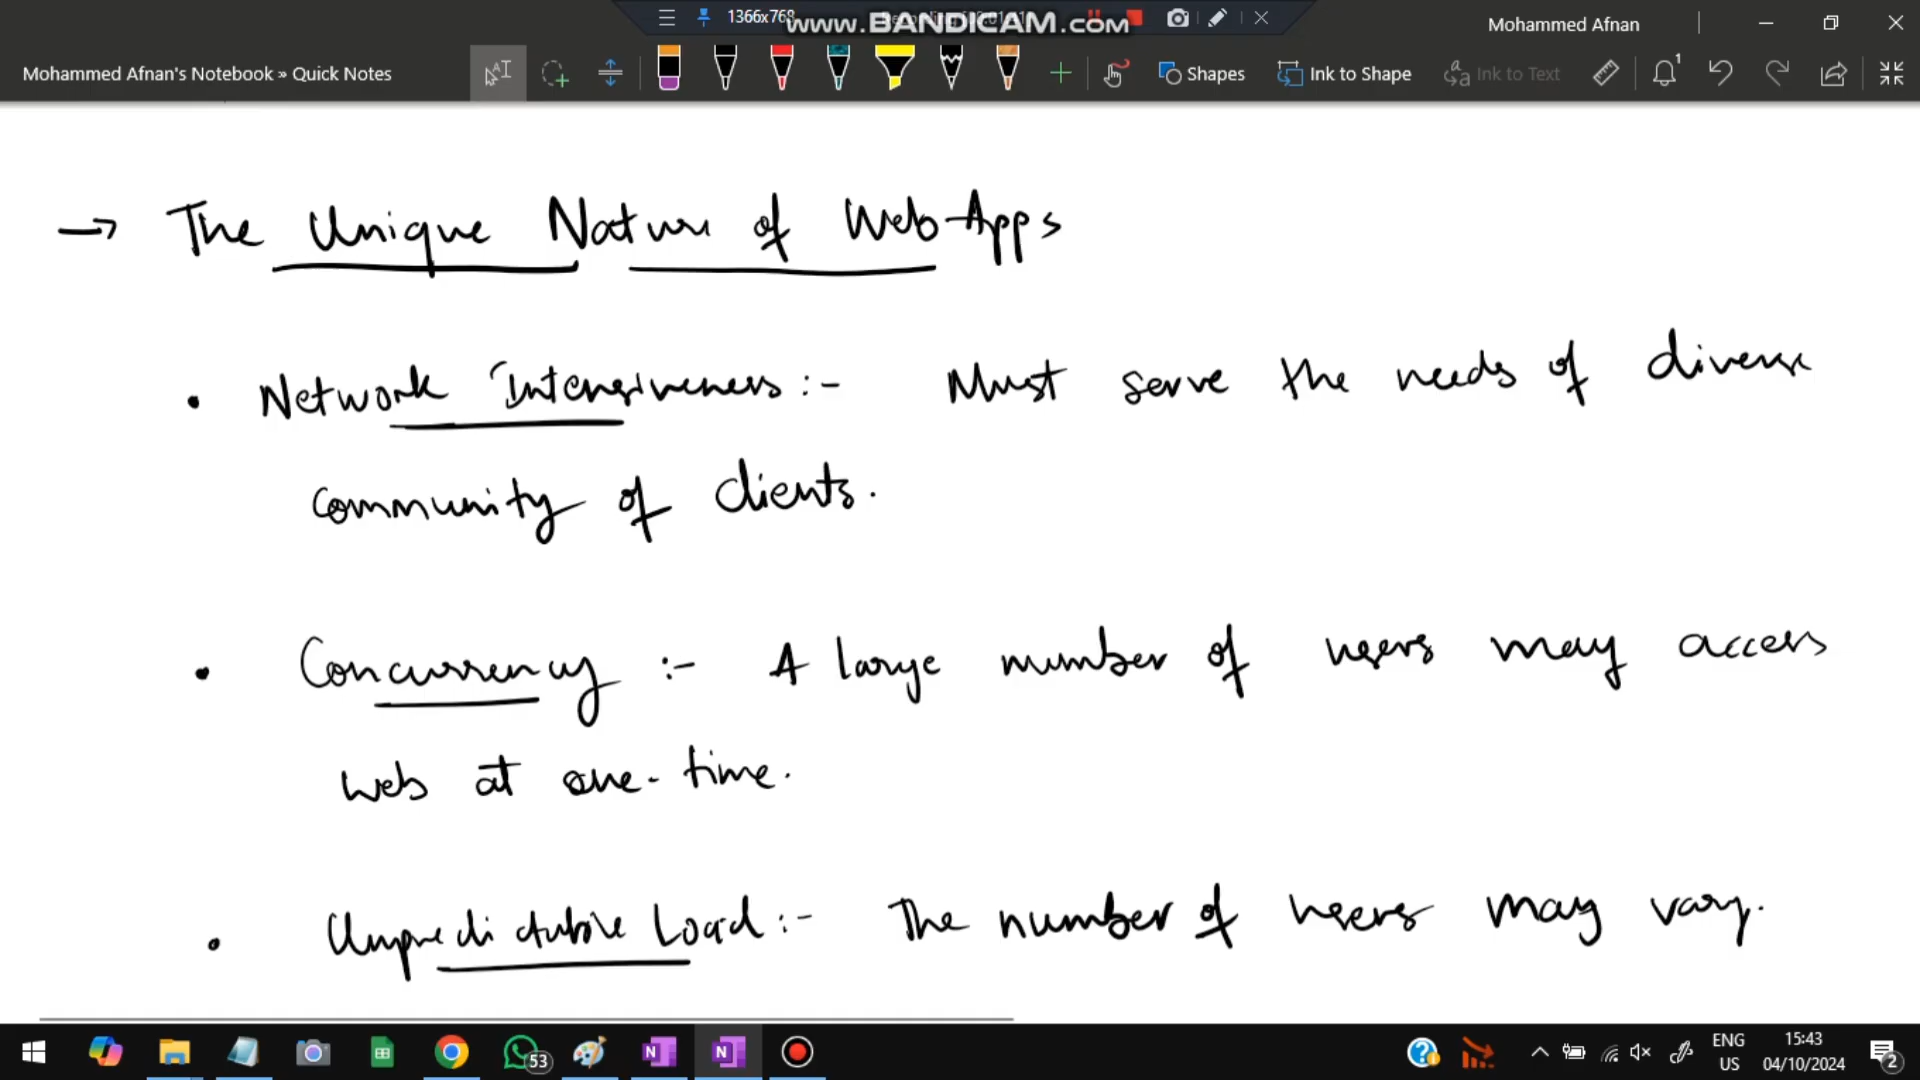 1366x768
www.BANDICAM.com
Mohammed Afnan
Mohammed Afnan's Notebook » Quick Notes
Shapes
Ink to Shape
Ink to Text
1
→ The Unique Nature of Web-Apps
• Network Intensiveness :- Must serve the needs of diverse
community of clients.
• Concurrency :- A large number of users may access
web at one-time.
• Unpredictable Load :- The number of users may vary.
53
ENG
US
15:43
04/10/2024
2